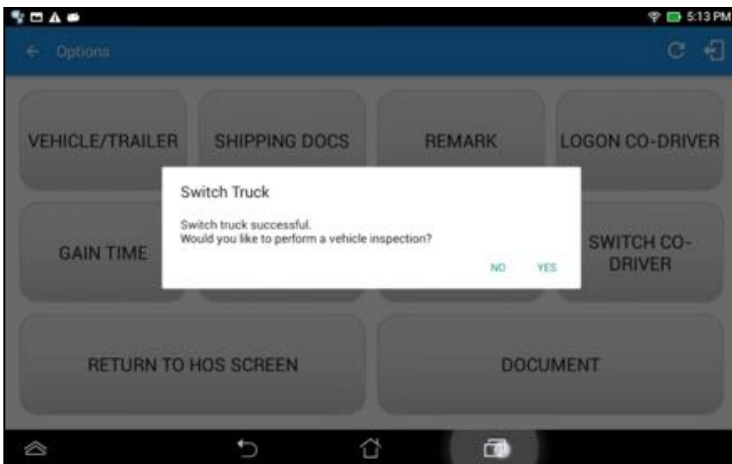 5:13 PM
Options
VEHICLE/TRAILER
SHIPPING DOCS
REMARK
LOGON CO-DRIVER
Switch Truck
Switch truck successful.
Would you like to perform a vehicle inspection?
NO
YES
GAIN TIME
SWITCH CO-
DRIVER
RETURN TO HOS SCREEN
DOCUMENT